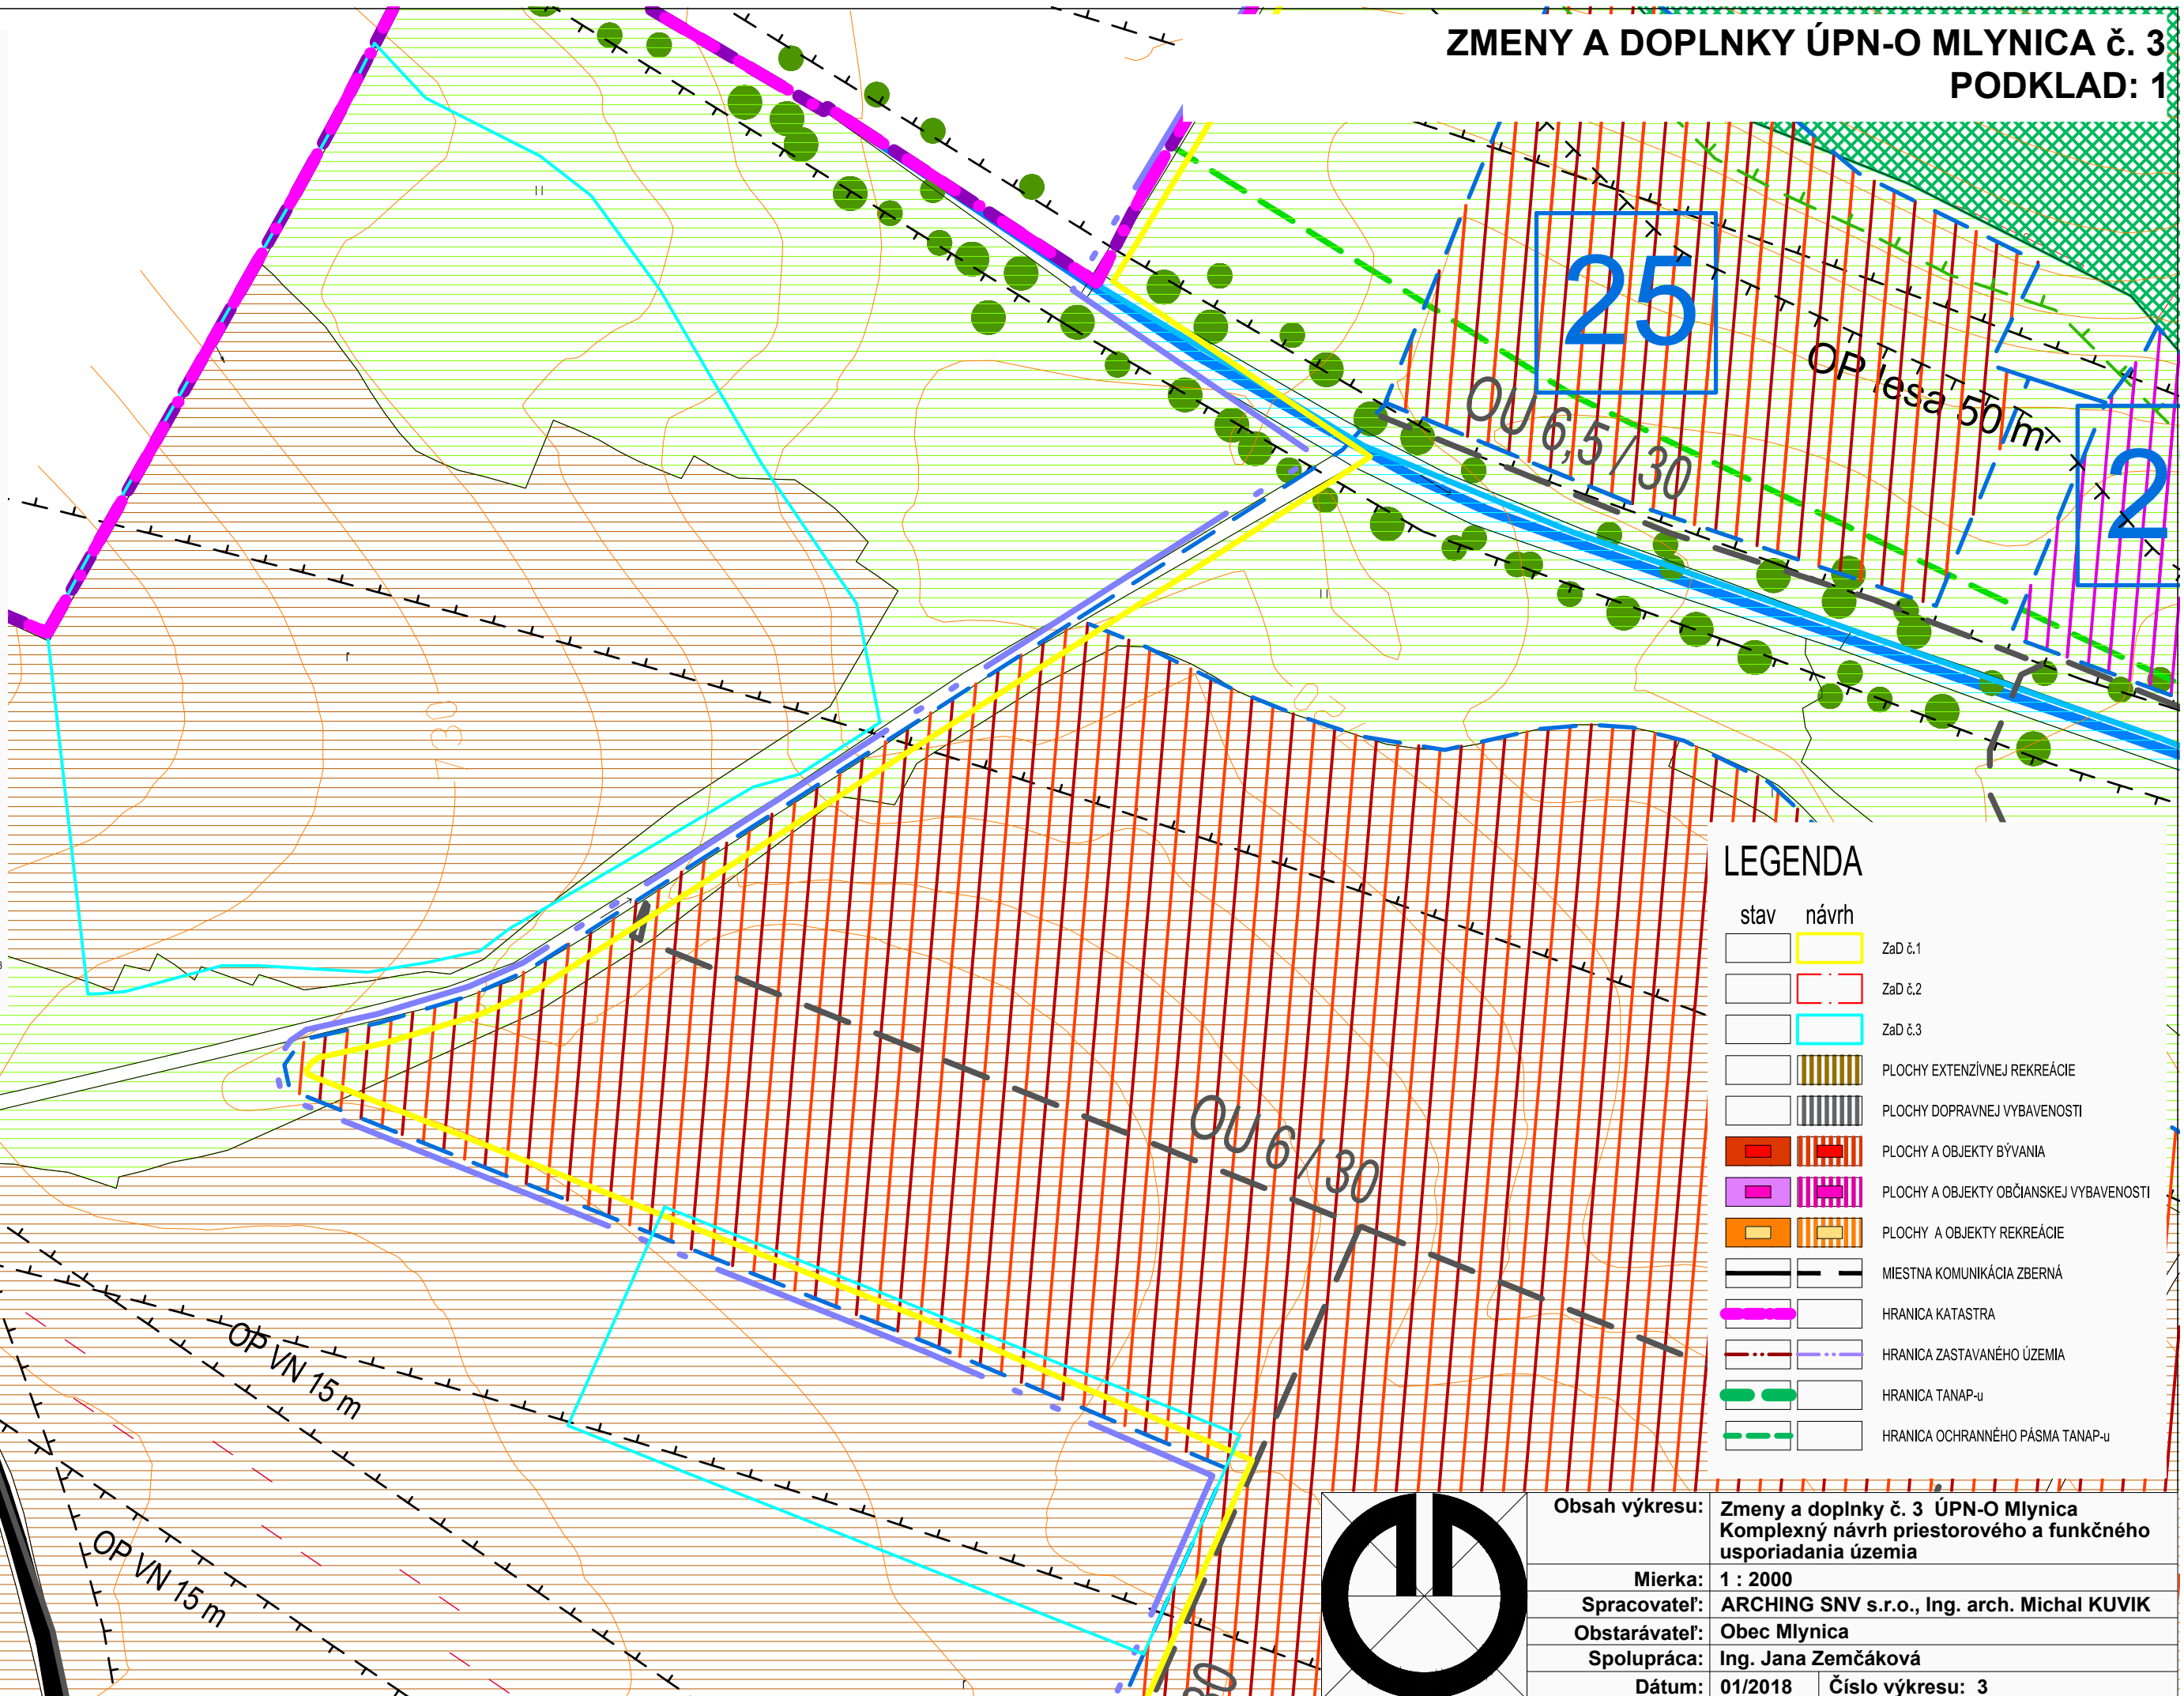 ZMENY A DOPLNKY ÚPN-O MLYNICA č. 3
PODKLAD: 1
25
OP lesa 50 m
OU 6,5 / 30
2
OU 6 / 30
OP VN 15 m
OP VN 15 m
LEGENDA
stav návrh
ZaD č.1
ZaD č.2
ZaD č.3
PLOCHY EXTENZÍVNEJ REKREÁCIE
PLOCHY DOPRAVNEJ VYBAVENOSTI
PLOCHY A OBJEKTY BÝVANIA
PLOCHY A OBJEKTY OBČIANSKEJ VYBAVENOSTI
PLOCHY A OBJEKTY REKREÁCIE
MIESTNA KOMUNIKÁCIA ZBERNÁ
HRANICA KATASTRA
HRANICA ZASTAVANÉHO ÚZEMIA
HRANICA TANAP-u
HRANICA OCHRANNÉHO PÁSMA TANAP-u
Obsah výkresu: Zmeny a doplnky č. 3 ÚPN-O Mlynica
Komplexný návrh priestorového a funkčného
usporiadania územia
Mierka: 1 : 2000
Spracovateľ: ARCHING SNV s.r.o., Ing. arch. Michal KUVIK
Obstarávateľ: Obec Mlynica
Spolupráca: Ing. Jana Zemčáková
Dátum: 01/2018 Číslo výkresu: 3